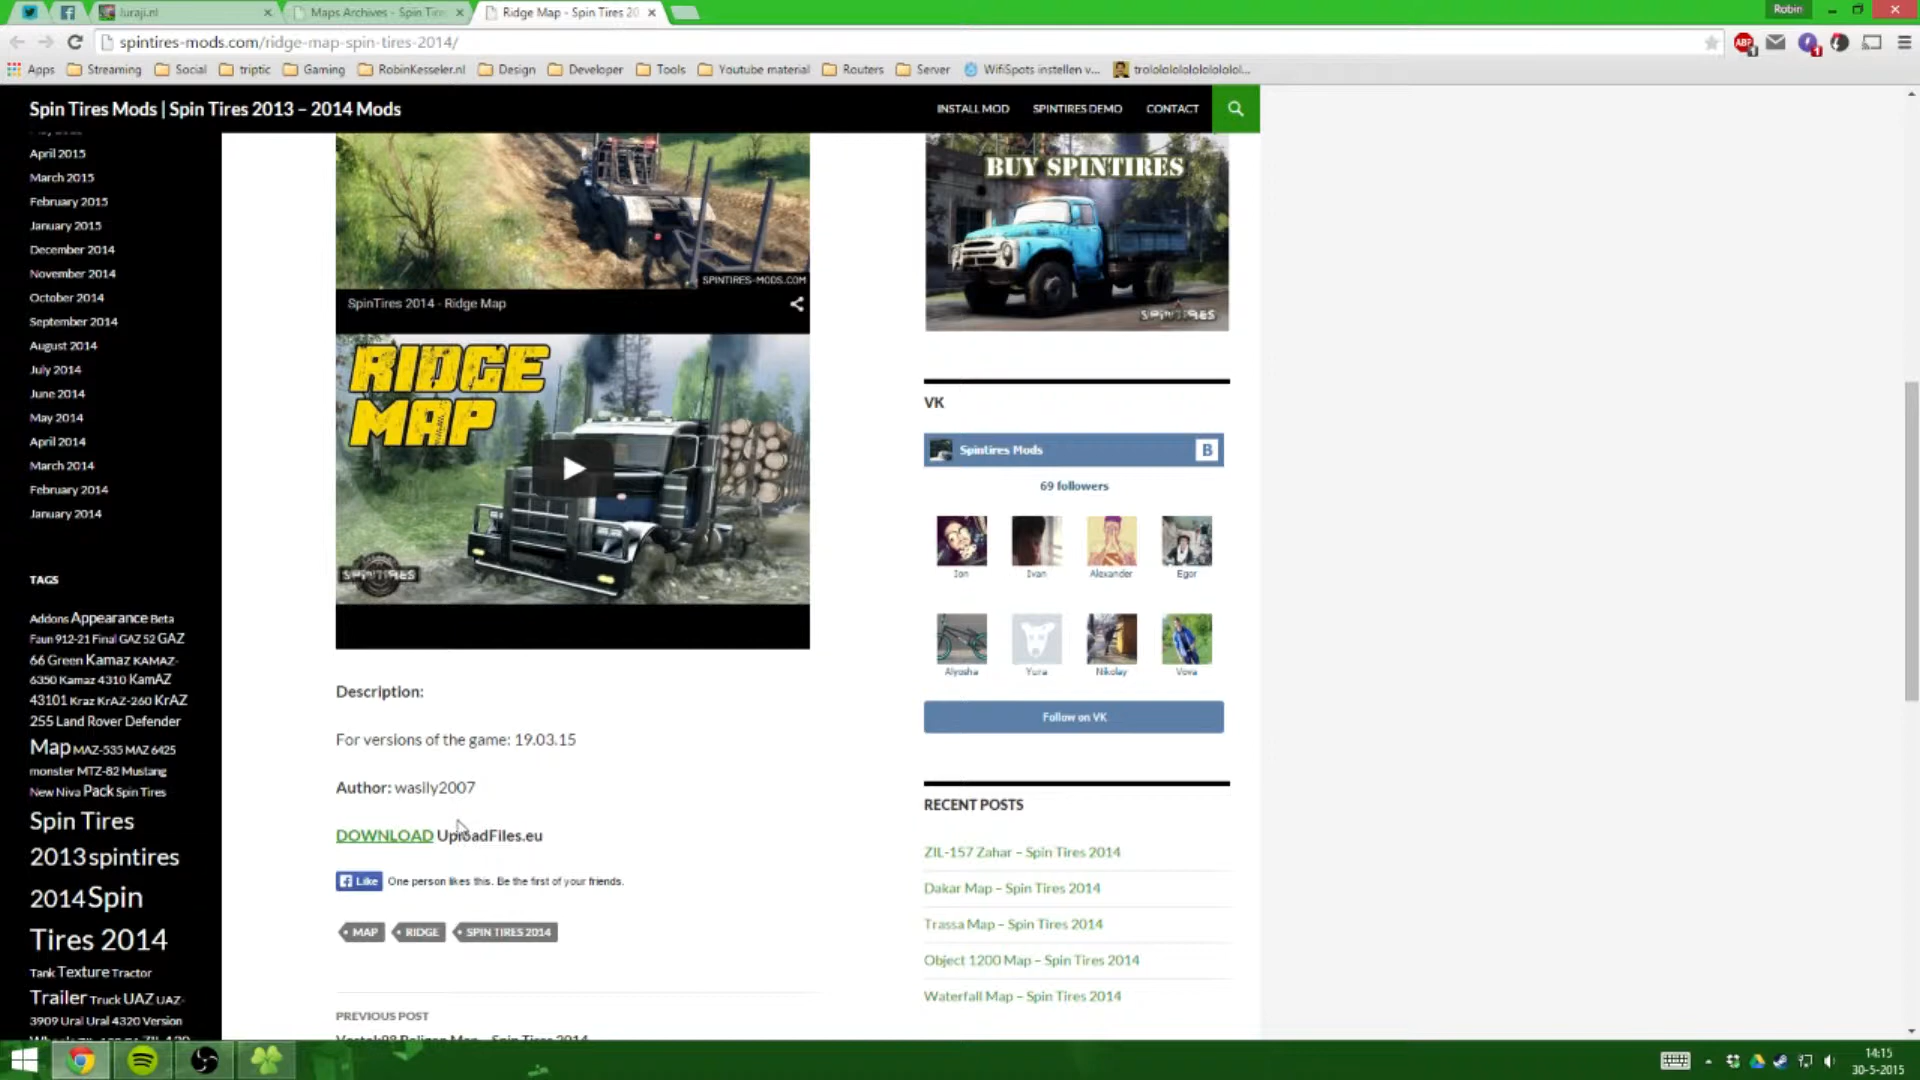 luraji.nl
Maps Archives - Spin Tire
Ridge Map - Spin Tires 20
Robin
spintires-mods.com/ridge-map-spin-tires-2014/
Apps
Streaming
Social
triptic
Gaming
RobinKesseler.nl
Design
Developer
Tools
Youtube material
Routers
Server
WifiSpots instellen v...
trolololololololololol...
Spin Tires Mods | Spin Tires 2013 – 2014 Mods
INSTALL MOD
SPINTIRES DEMO
CONTACT
April 2015
March 2015
February 2015
January 2015
December 2014
November 2014
October 2014
September 2014
August 2014
July 2014
June 2014
May 2014
April 2014
March 2014
February 2014
January 2014
TAGS
Addons Appearance Beta
Faun 912-21 Final GAZ 52 GAZ
66 Green Kamaz KAMAZ-
6350 Kamaz 4310 KamAZ
43101 Kraz KrAZ-260 KrAZ
255 Land Rover Defender
Map MAZ-535 MAZ 6425
monster MTZ-82 Mustang
New Niva Pack Spin Tires
Spin Tires
2013 spintires
2014 Spin
Tires 2014
Tank Texture Tractor
Trailer Truck UAZ UAZ-
3909 Ural Ural 4320 Version
SPINTIRES-MODS.COM
SpinTires 2014 - Ridge Map
RIDGE
MAP
SPINTIRES
Description:
For versions of the game: 19.03.15
Author: waslly2007
DOWNLOAD UploadFiles.eu
Like
One person likes this. Be the first of your friends.
MAP
RIDGE
SPIN TIRES 2014
PREVIOUS POST
BUY SPINTIRES
SPINTIRES
VK
Spintires Mods
B
69 followers
Ion
Ivan
Alexander
Egor
Alyosha
Yura
Nikolay
Vova
Follow on VK
RECENT POSTS
ZIL-157 Zahar – Spin Tires 2014
Dakar Map – Spin Tires 2014
Trassa Map – Spin Tires 2014
Object 1200 Map – Spin Tires 2014
Waterfall Map – Spin Tires 2014
14:15
30-5-2015